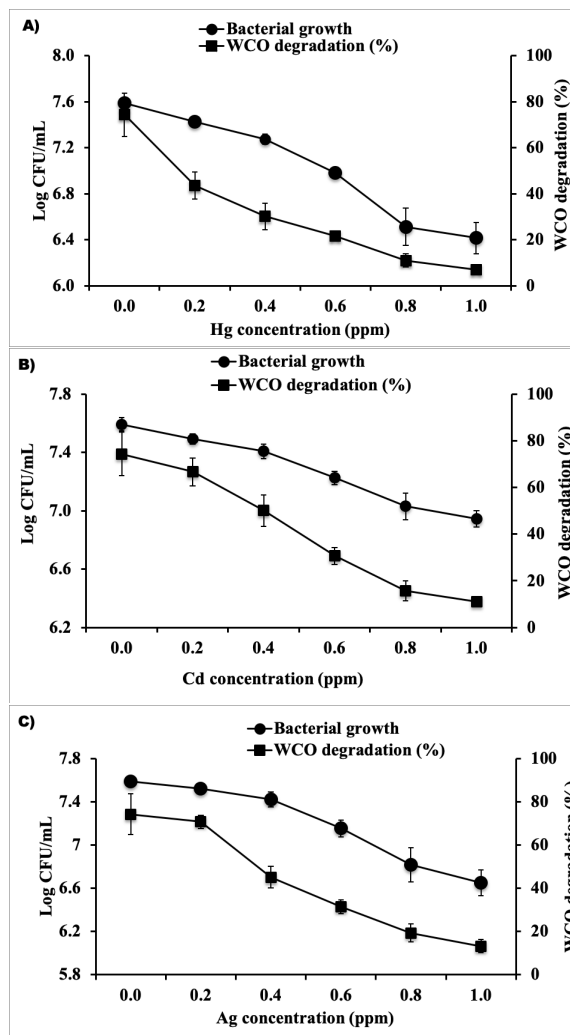 A)
Bacterial growth
WCO degradation (%)
8.0
7.6
7.2
6.8
6.4
6.0
Log CFU/mL
100
80
60
40
20
0
WCO degradation (%)
0.0 0.2 0.4 0.6 0.8 1.0
Hg concentration (ppm)
B)
Bacterial growth
WCO degradation (%)
7.8
7.4
7.0
6.6
6.2
Log CFU/mL
100
80
60
40
20
0
WCO degradation (%)
0.0 0.2 0.4 0.6 0.8 1.0
Cd concentration (ppm)
C)
Bacterial growth
WCO degradation (%)
7.8
7.4
7
6.6
6.2
5.8
Log CFU/mL
100
80
60
40
20
0
WCO degradation (%)
0.0 0.2 0.4 0.6 0.8 1.0
Ag concentration (ppm)